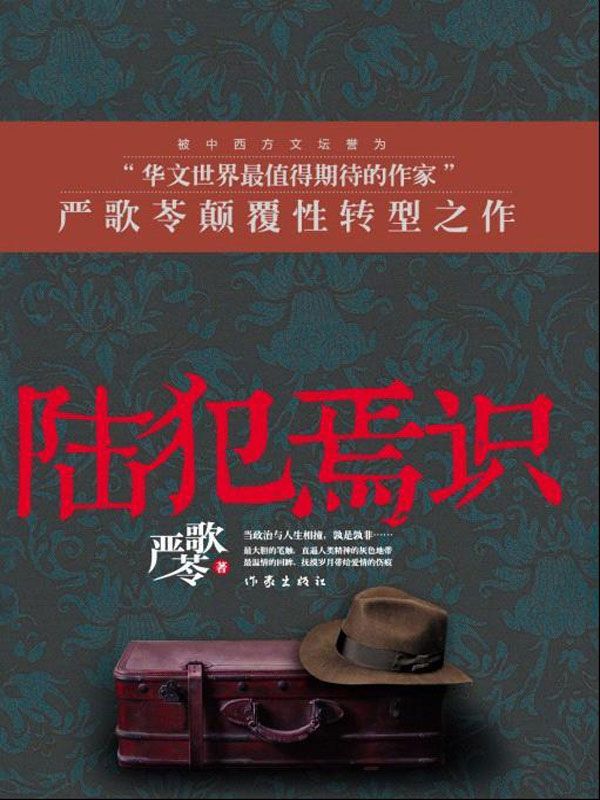 被中西方文坛誉为
“华文世界最值得期待的作家”
严歌苓颠覆性转型之作
陆犯焉识
严歌苓 著
当政治与人生相撞，孰是孰非……
最大胆的笔触，直逼人类精神的灰色地带
最温情的回眸，抚摸岁月带给爱情的伤痕
作家出版社